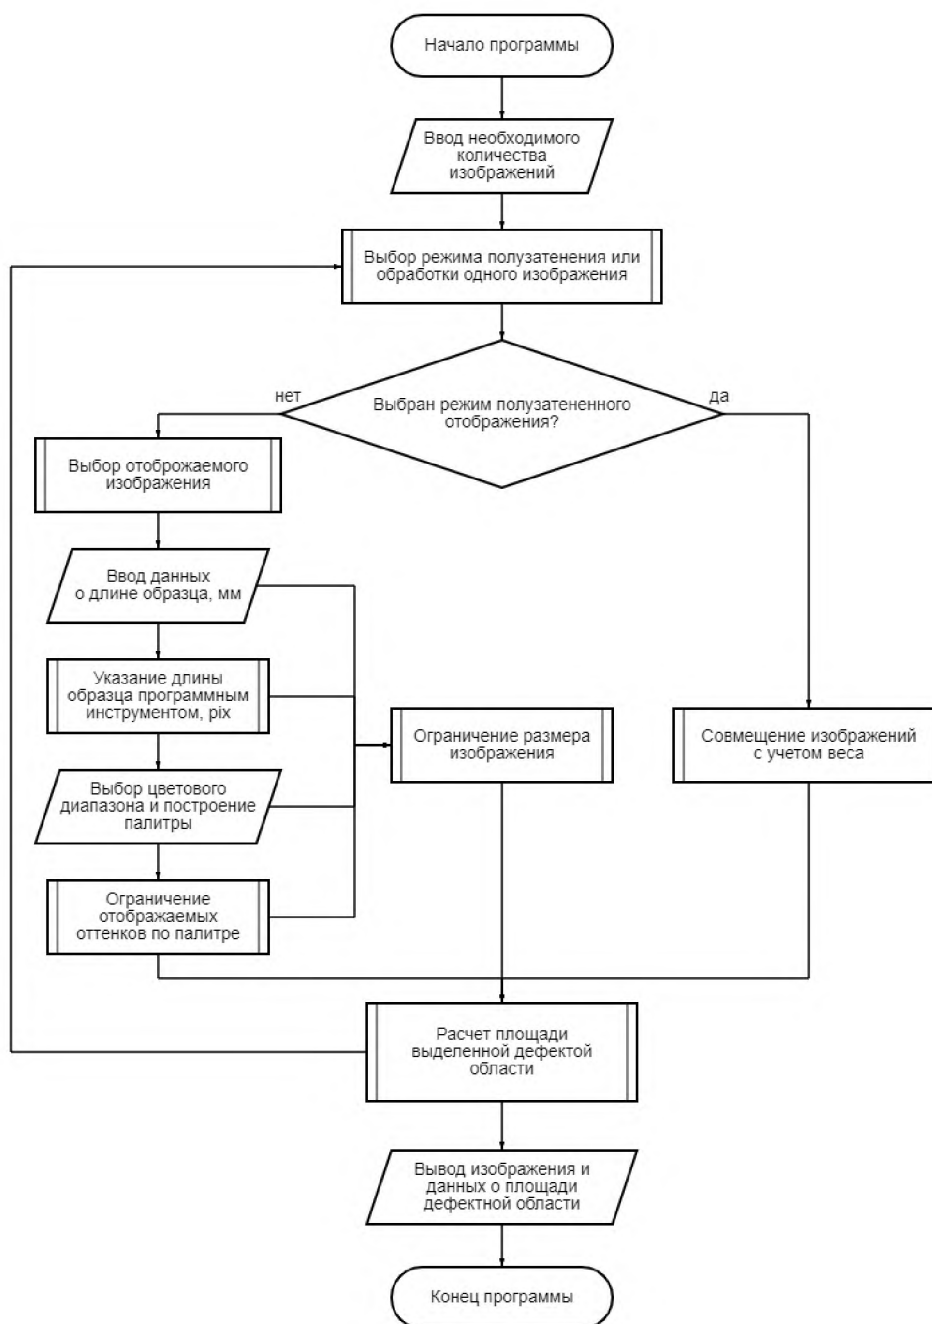 Начало программы
Ввод необходимого
количества
изображений
Выбор режима полузатенения или
обработки одного изображения
Выбран режим полузатененного
отображения?
нет
да
Выбор отоброжаемого
изображения
Ввод данных
о длине образца, мм
Указание длины
образца программным
инструментом, pix
Выбор цветового
диапазона и построение
палитры
Ограничение
отображаемых
оттенков по палитре
Ограничение размера
изображения
Совмещение изображений
с учетом веса
Расчет площади
выделенной дефектой
области
Вывод изображения и
данных о площади
дефектной области
Конец программы